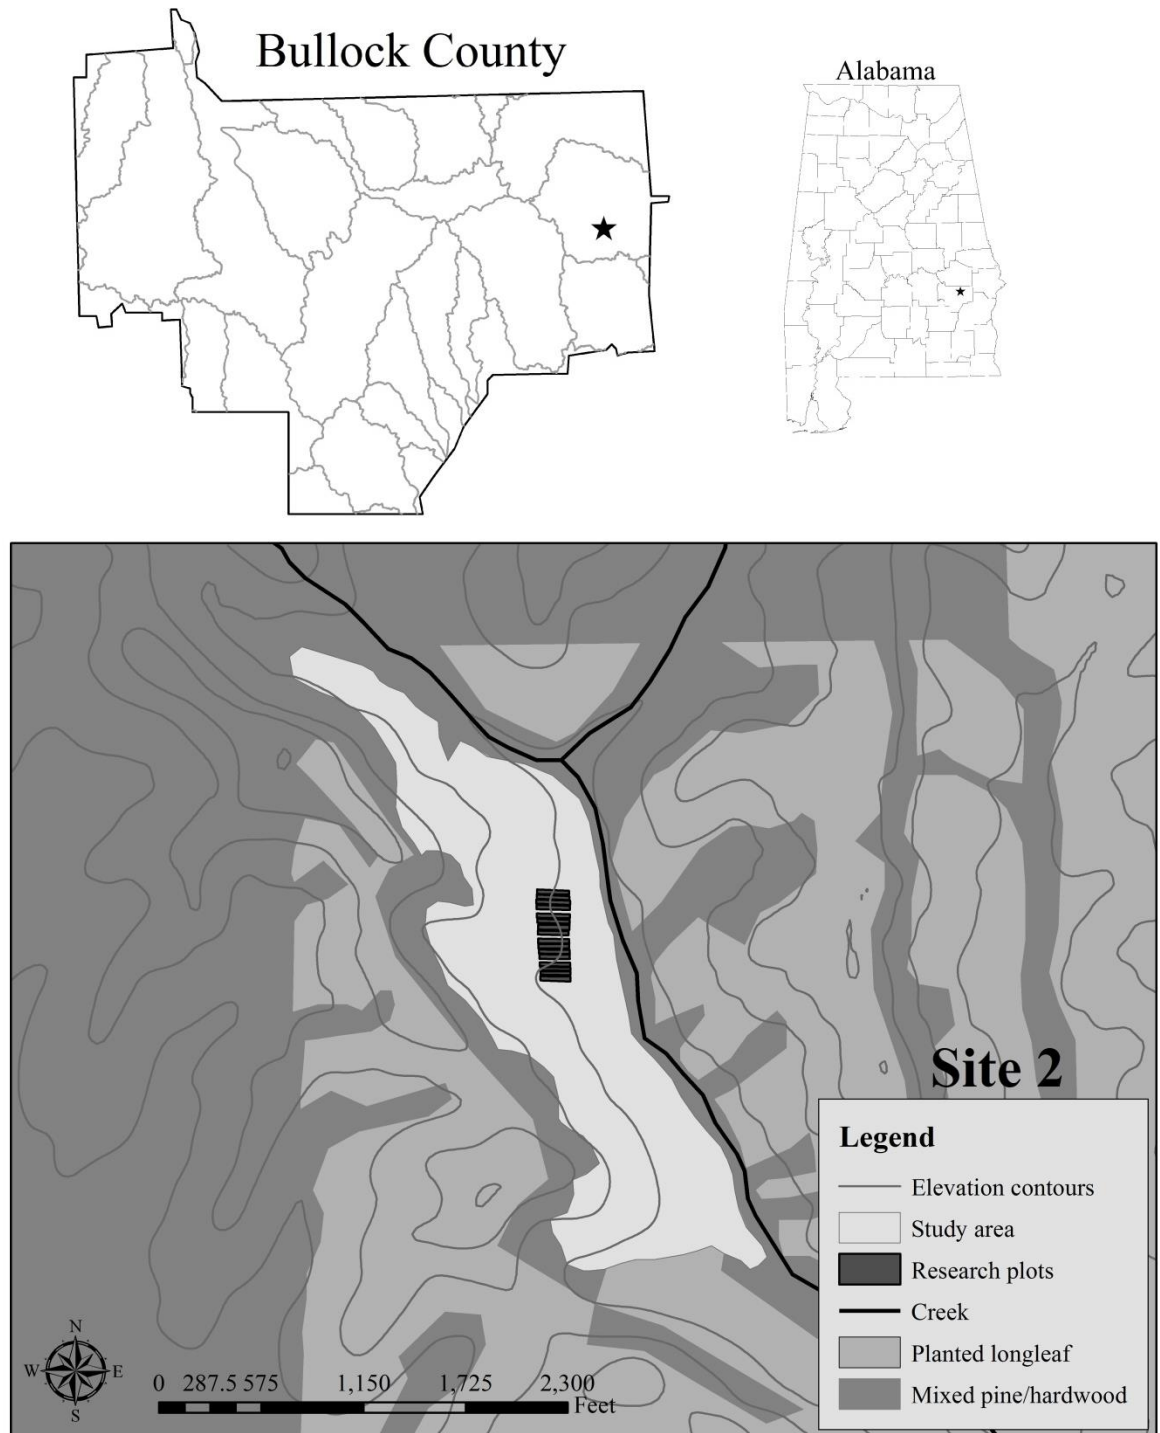 Bullock County
Alabama
Site 2
Legend
Elevation contours
Study area
Research plots
Creek
Planted longleaf
Mixed pine/hardwood
N
W E
S
0 287.5 575 1,150 1,725 2,300
Feet